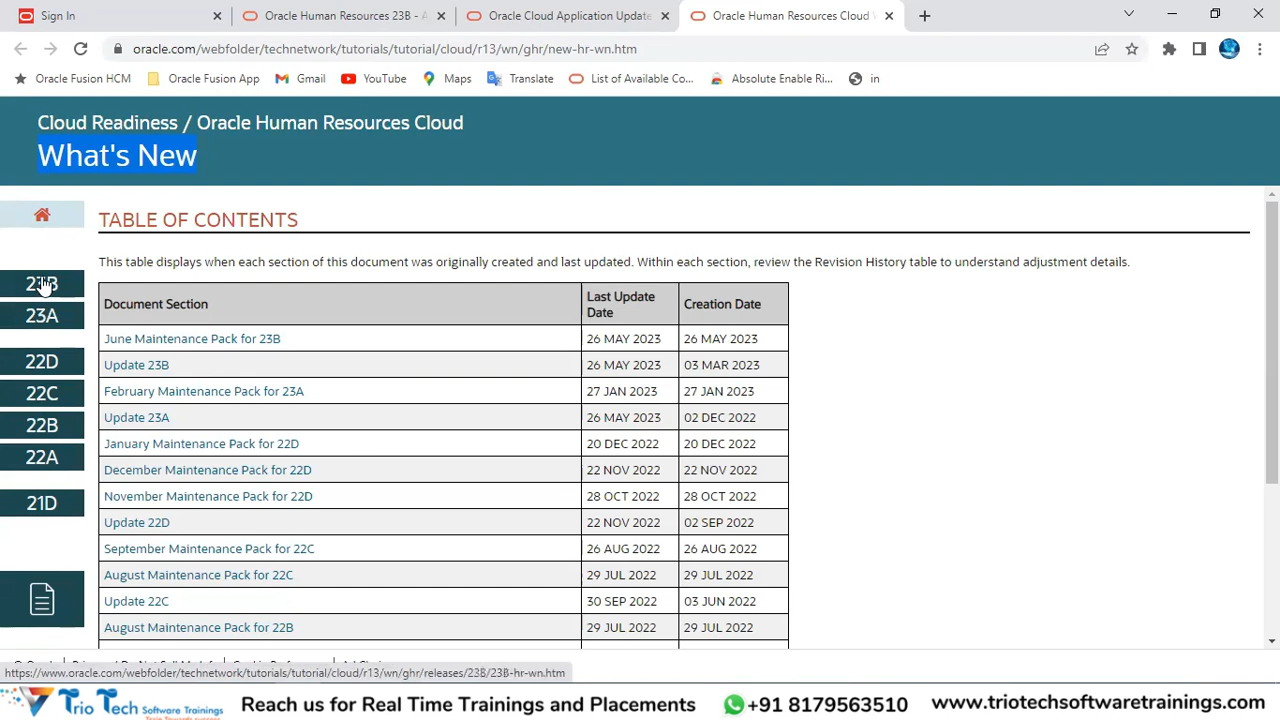 Sign In
Oracle Human Resources 23B - A
Oracle Cloud Application Update
Oracle Human Resources Cloud
oracle.com/webfolder/technetwork/tutorials/tutorial/cloud/r13/wn/ghr/new-hr-wn.htm
Oracle Fusion HCM
Oracle Fusion App
Gmail
YouTube
Maps
Translate
List of Available Co...
Absolute Enable Ri...
in
Cloud Readiness / Oracle Human Resources Cloud
What's New
TABLE OF CONTENTS
This table displays when each section of this document was originally created and last updated. Within each section, review the Revision History table to understand adjustment details.
23B
23A
22D
22C
22B
22A
21D
Document Section Last Update Date Creation Date
June Maintenance Pack for 23B 26 MAY 2023 26 MAY 2023
Update 23B 26 MAY 2023 03 MAR 2023
February Maintenance Pack for 23A 27 JAN 2023 27 JAN 2023
Update 23A 26 MAY 2023 02 DEC 2022
January Maintenance Pack for 22D 20 DEC 2022 20 DEC 2022
December Maintenance Pack for 22D 22 NOV 2022 22 NOV 2022
November Maintenance Pack for 22D 28 OCT 2022 28 OCT 2022
Update 22D 22 NOV 2022 02 SEP 2022
September Maintenance Pack for 22C 26 AUG 2022 26 AUG 2022
August Maintenance Pack for 22C 29 JUL 2022 29 JUL 2022
Update 22C 30 SEP 2022 03 JUN 2022
August Maintenance Pack for 22B 29 JUL 2022 29 JUL 2022
https://www.oracle.com/webfolder/technetwork/tutorials/tutorial/cloud/r13/wn/ghr/releases/23B/23B-hr-wn.htm
Trio Tech Software Trainings
Reach us for Real Time Trainings and Placements
+91 8179563510
www.triotechsoftwaretrainings.com